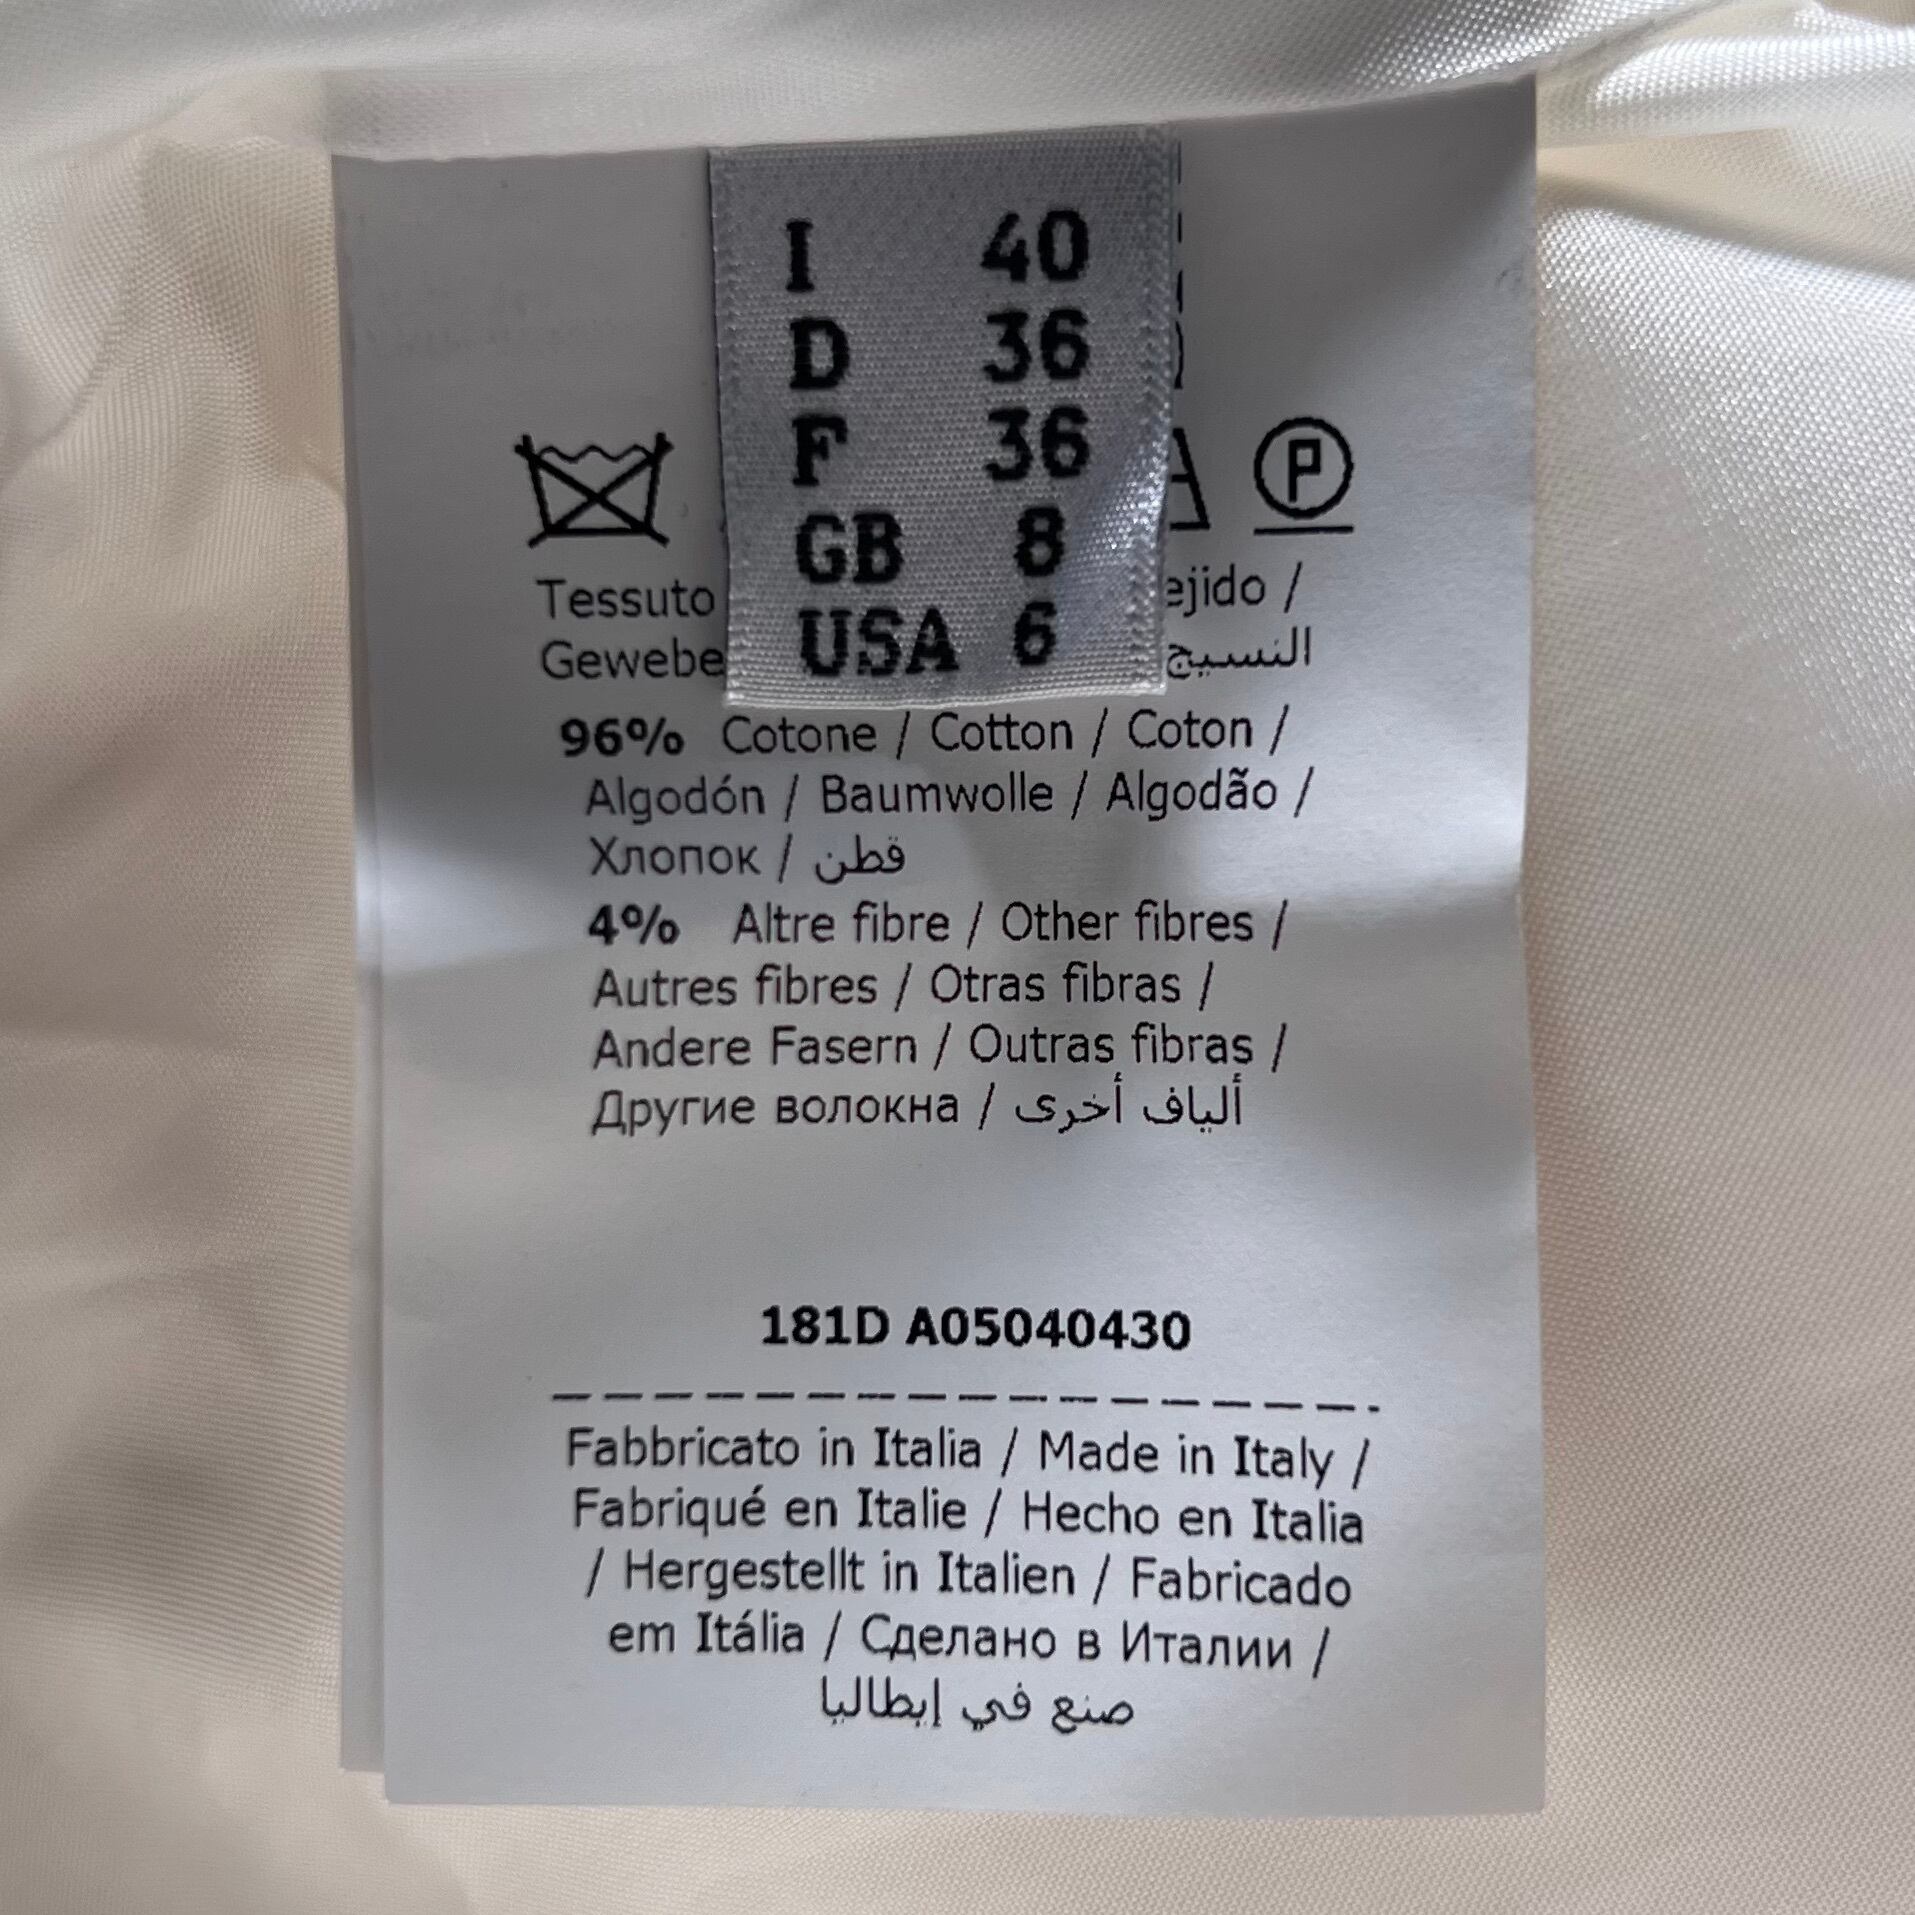 I 40
D 36
F 36
GB 8
USA 6
P
Tessuto
Gewebe النسيج
96% Cotone / Cotton / Coton /
Algodón / Baumwolle / Algodão /
Хлопок / قطن
4% Altre fibre / Other fibres /
Autres fibres / Otras fibras /
Andere Fasern / Outras fibras /
Другие волокна / ألياف أخرى
181D A05040430
Fabbricato in Italia / Made in Italy /
Fabriqué en Italie / Hecho en Italia
/ Hergestellt in Italien / Fabricado
em Itália / Сделано в Италии /
صنع في إيطاليا